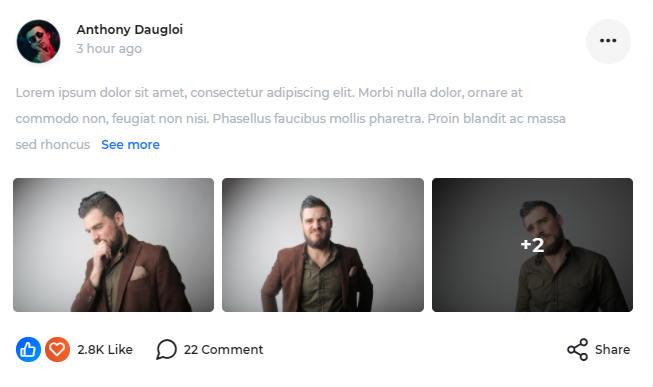 Anthony Daugloi
3 hour ago
Lorem ipsum dolor sit amet, consectetur adipiscing elit. Morbi nulla dolor, ornare at
commodo non, feugiat non nisi. Phasellus faucibus mollis pharetra. Proin blandit ac massa
sed rhoncus See more
+2
2.8K Like 22 Comment Share